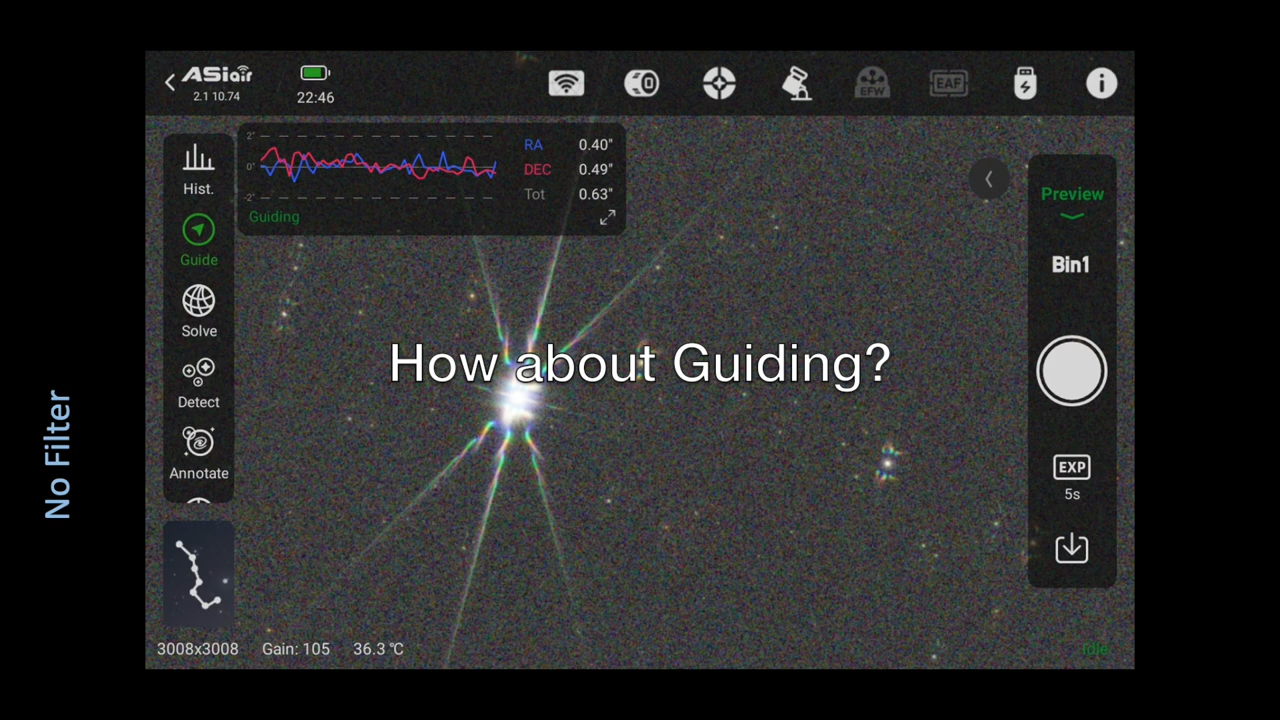 ASiair
2.1 10.74
22:46
EFW
EAF
2"
0"
-2"
RA 0.40"
DEC 0.49"
Tot 0.63"
Guiding
Hist.
Guide
Solve
Detect
Annotate
Preview
Bin1
EXP
5s
How about Guiding?
No Filter
3008x3008 Gain: 105 36.3 ℃
Idle